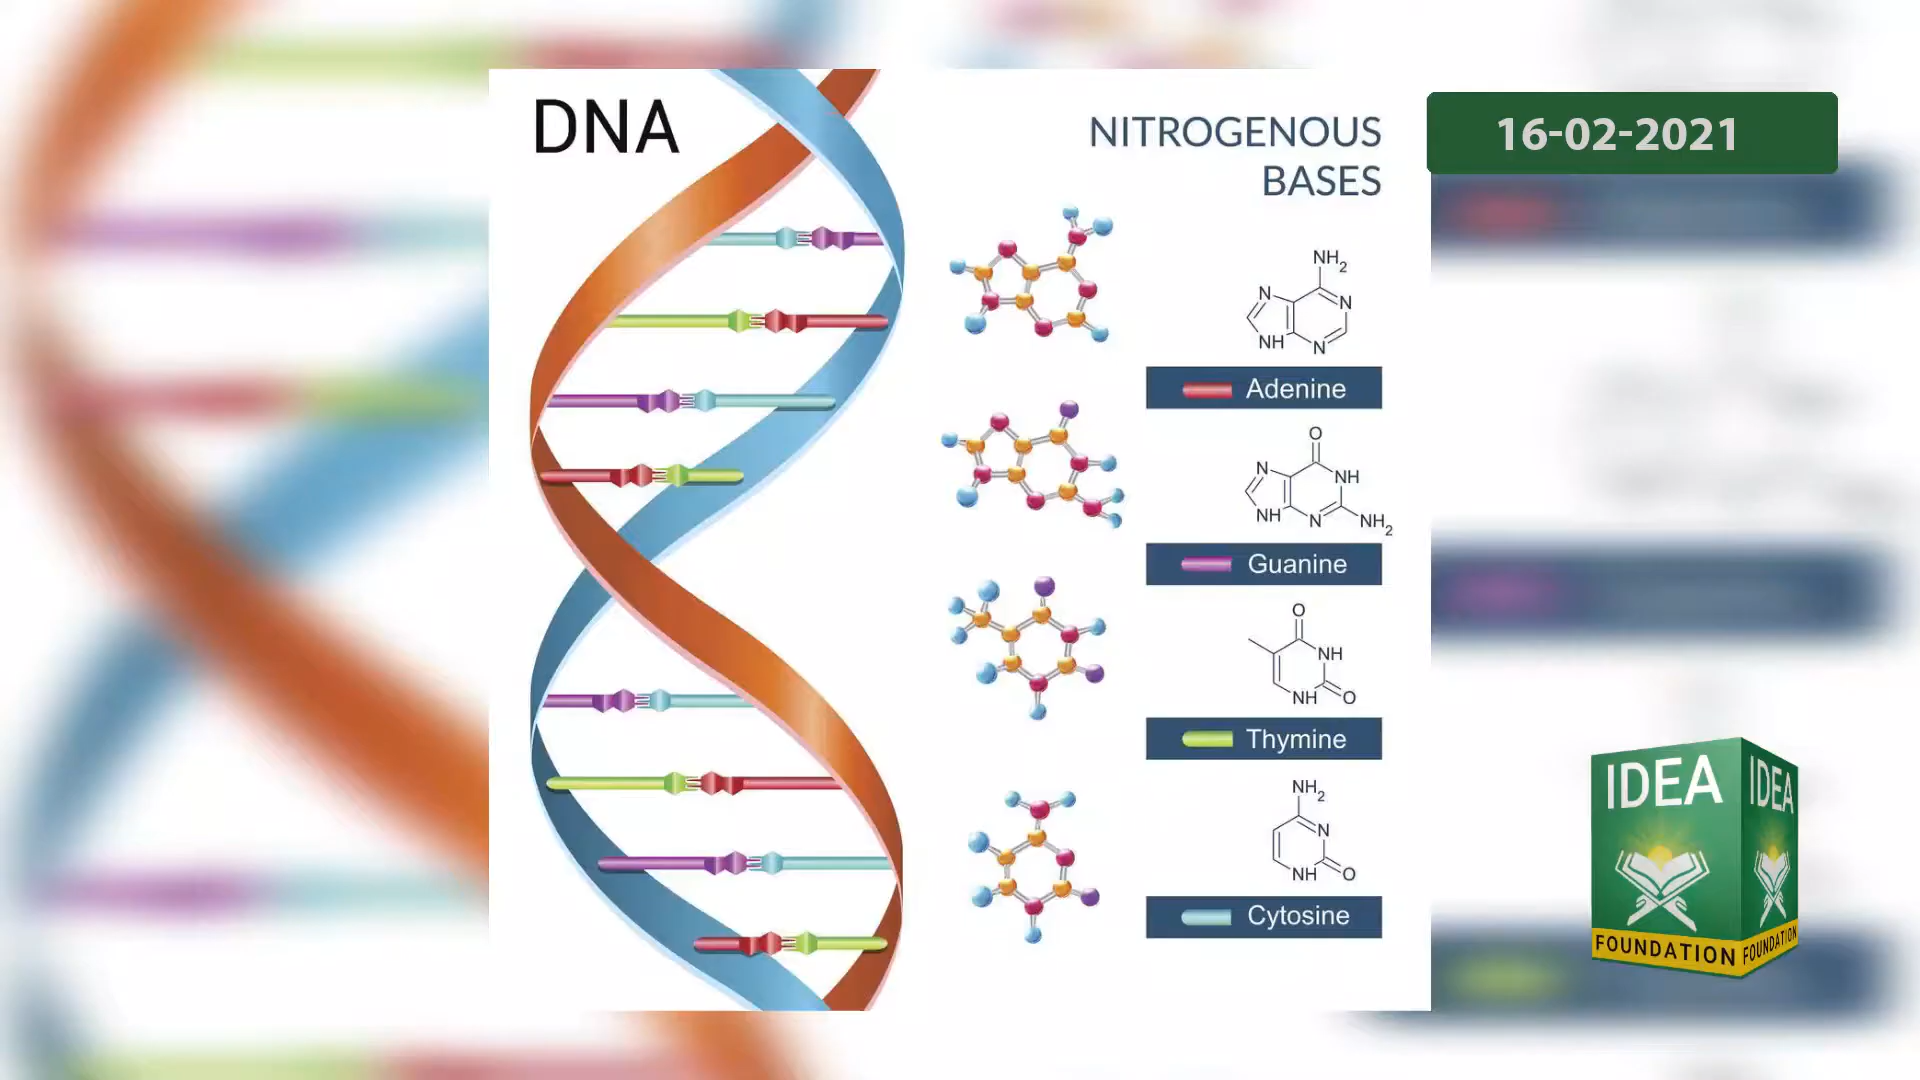 DNA
NITROGENOUS
BASES
16-02-2021
NH2
N
N
NH
N
Adenine
O
N
NH
NH
N
NH2
Guanine
O
NH
NH
O
Thymine
NH2
N
NH
O
Cytosine
IDEA
IDEA
FOUNDATION
FOUNDATION